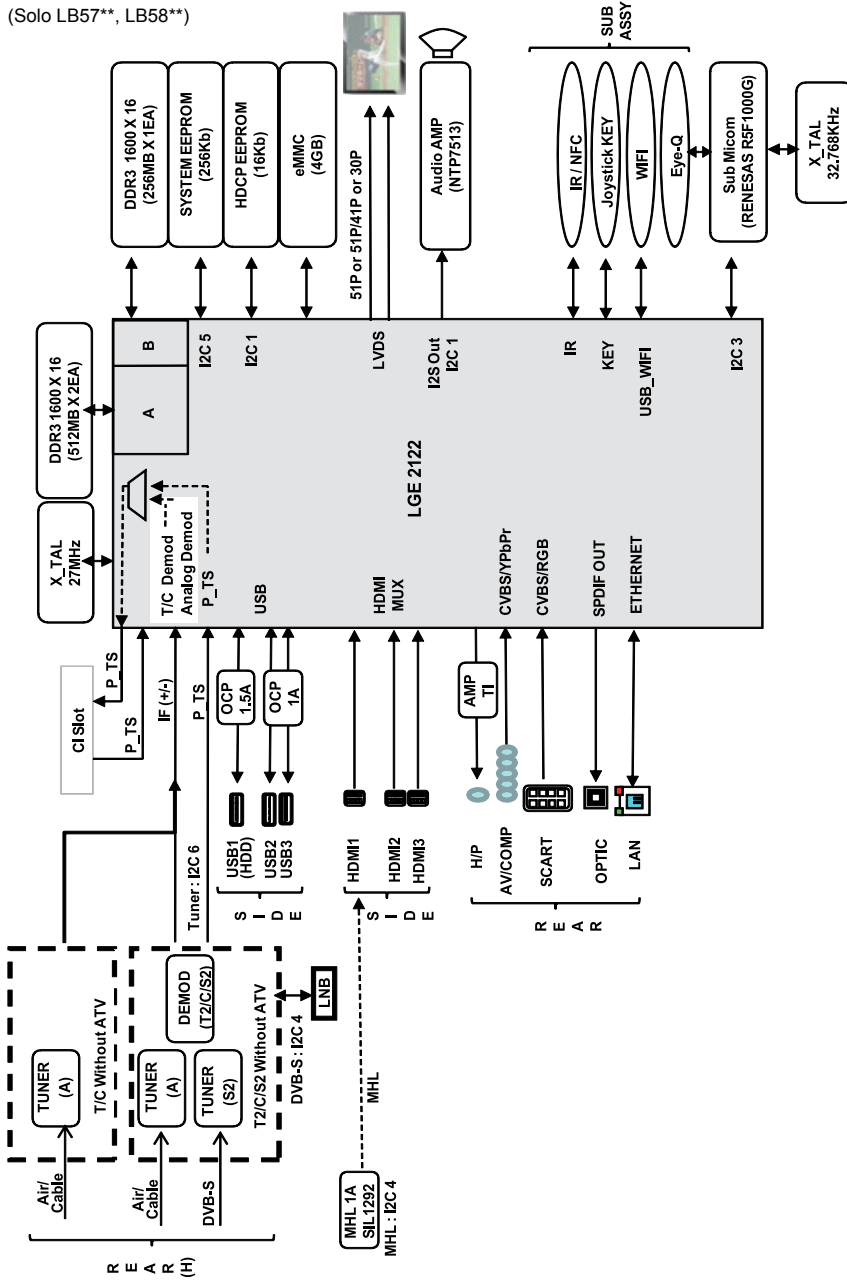 (Solo LB57**, LB58**)
REAR
(H)
Air/
Cable
TUNER
(A)
T/C Without ATV
Air/
Cable
DVB-S
TUNER
(A)
TUNER
(S2)
DEMOD
(T2/C/S2)
T2/C/S2 Without ATV
DVB-S : I2C 4
LNB
Tuner : I2C 6
MHL 1A
SIL1292
MHL : I2C 4
MHL
CI Slot
P_TS
P_TS
IF (+/-)
P_TS
SIDE
USB1
(HDD)
USB2
USB3
OCP
1.5A
OCP
1A
SIDE
HDMI1
HDMI2
HDMI3
REAR
H/P
AV/COMP
SCART
OPTIC
LAN
AMP
TI
X_TAL
27MHz
DDR3 1600 X 16
(512MB X 2EA)
A
B
T/C Demod
Analog Demod
P_TS
USB
HDMI
MUX
CVBS/YPbPr
CVBS/RGB
SPDIF OUT
ETHERNET
LGE 2122
I2C 5
I2C 1
LVDS
I2S Out
I2C 1
IR
KEY
USB_WIFI
I2C 3
DDR3 1600 X 16
(256MB X 1EA)
SYSTEM EEPROM
(256Kb)
HDCP EEPROM
(16Kb)
eMMC
(4GB)
51P or 51P/41P or 30P
Audio AMP
(NTP7513)
SUB
ASSY
IR / NFC
Joystick KEY
WIFI
Eye-Q
Sub Micom
(RENESAS R5F1000G)
X_TAL
32.768KHz